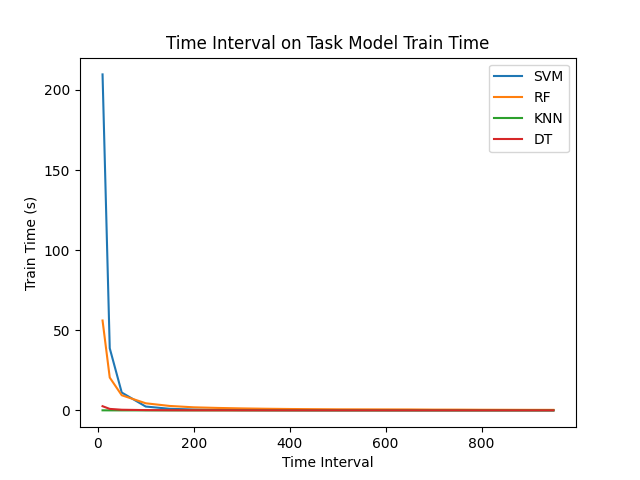 Time Interval on Task Model Train Time
SVM
RF
KNN
DT
Train Time (s)
200
150
100
50
0
0 200 400 600 800
Time Interval